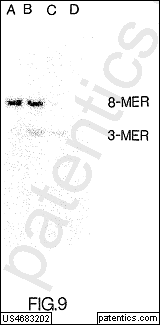 A B C D
8-MER
3-MER
patentics
FIG.9
US4683202 patentics.com